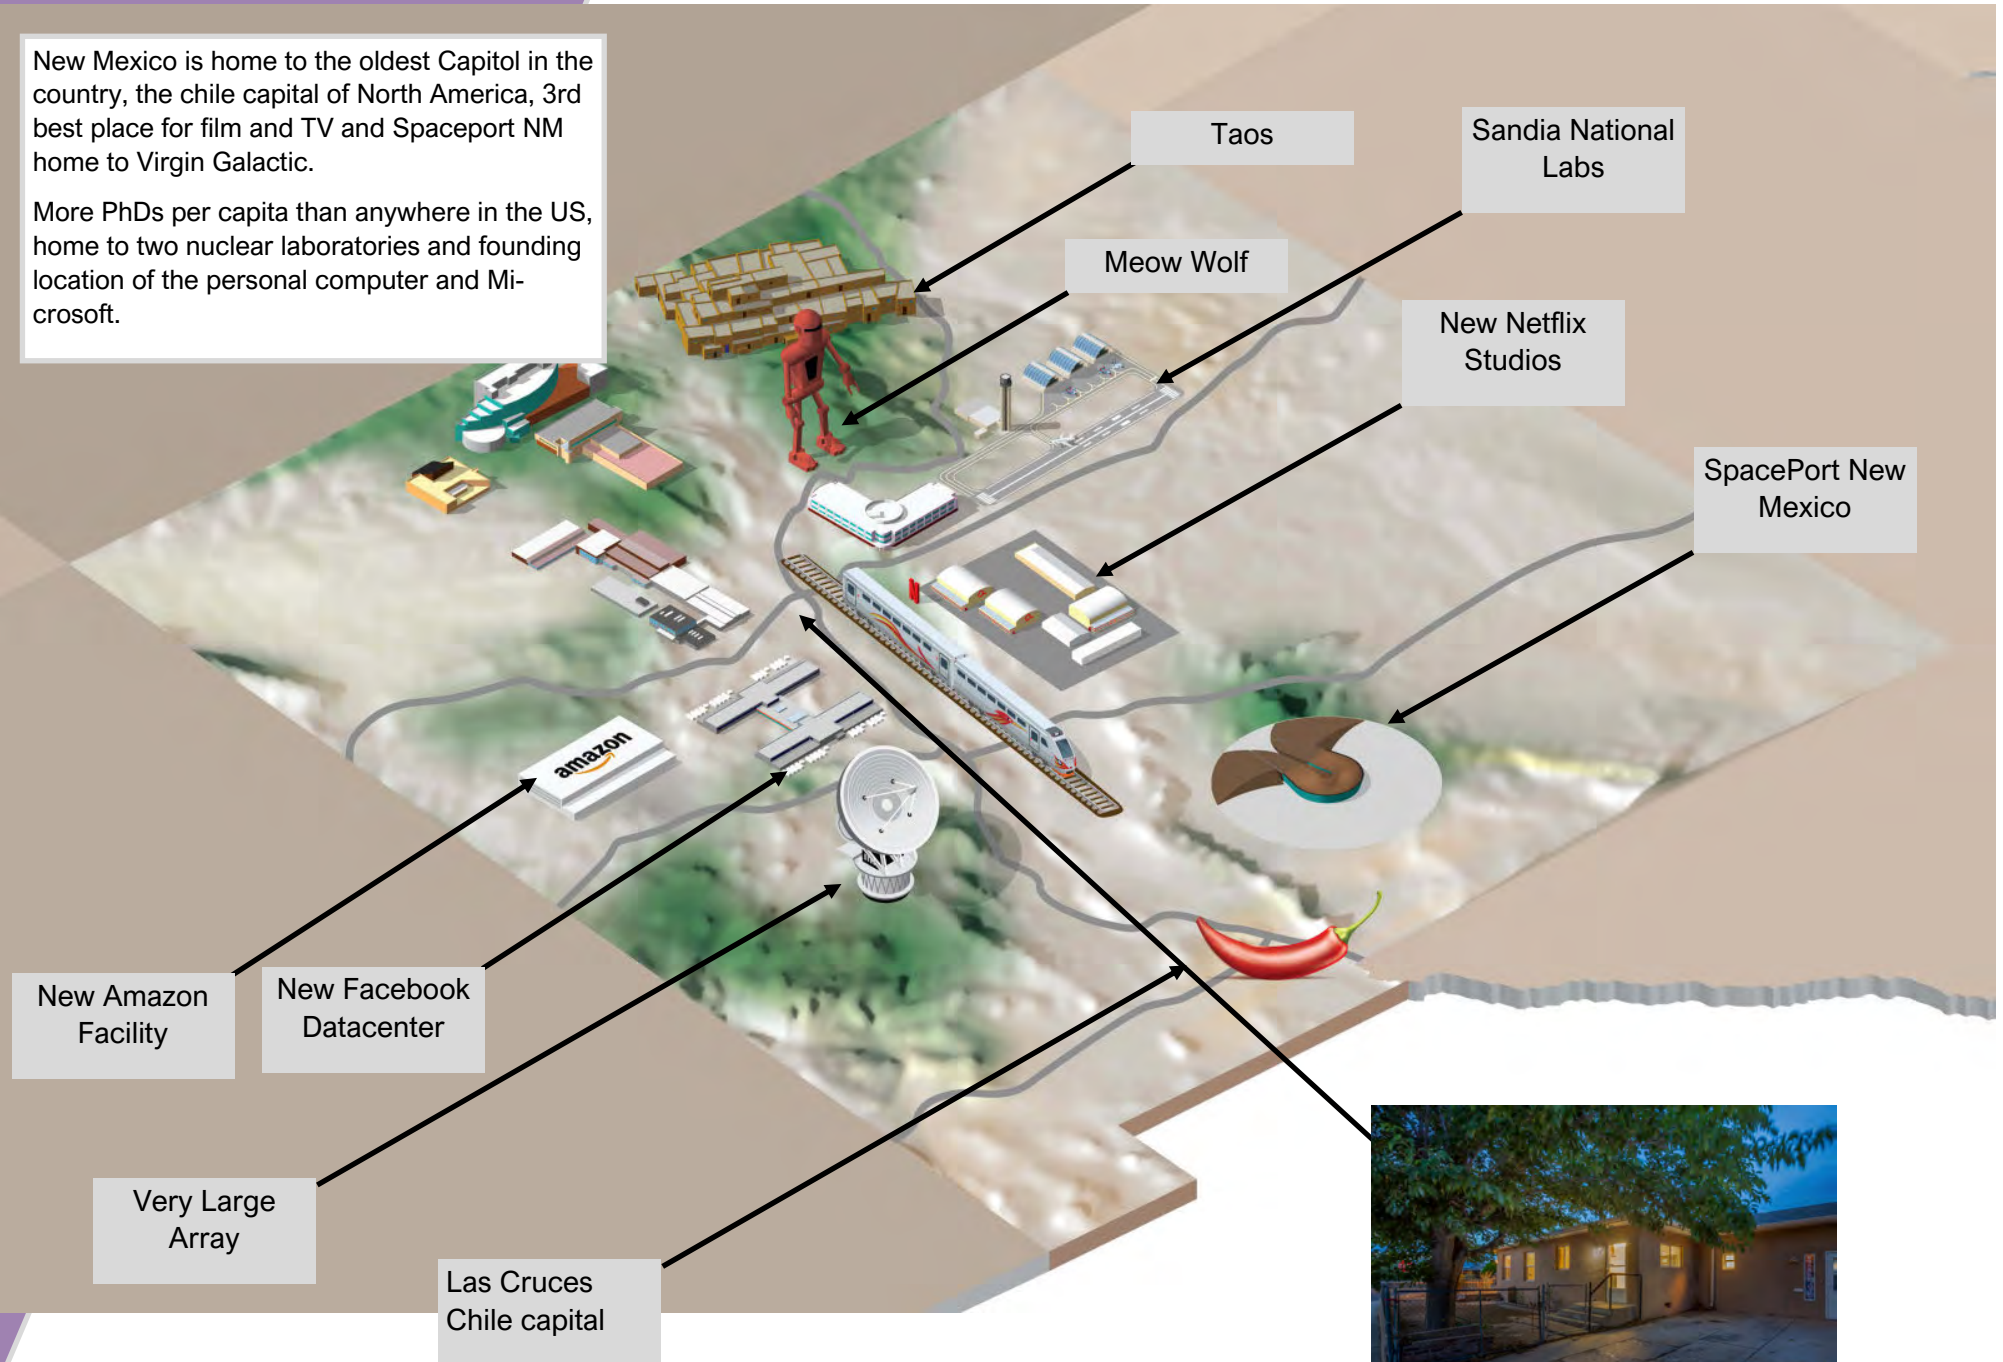 New Mexico is home to the oldest Capitol in the
country, the chile capital of North America, 3rd
best place for film and TV and Spaceport NM
home to Virgin Galactic.
More PhDs per capita than anywhere in the US,
home to two nuclear laboratories and founding
location of the personal computer and Mi-
crosoft.
Taos
Sandia National
Labs
Meow Wolf
New Netflix
Studios
SpacePort New
Mexico
N
amazon
New Amazon
Facility
New Facebook
Datacenter
Very Large
Array
Las Cruces
Chile capital